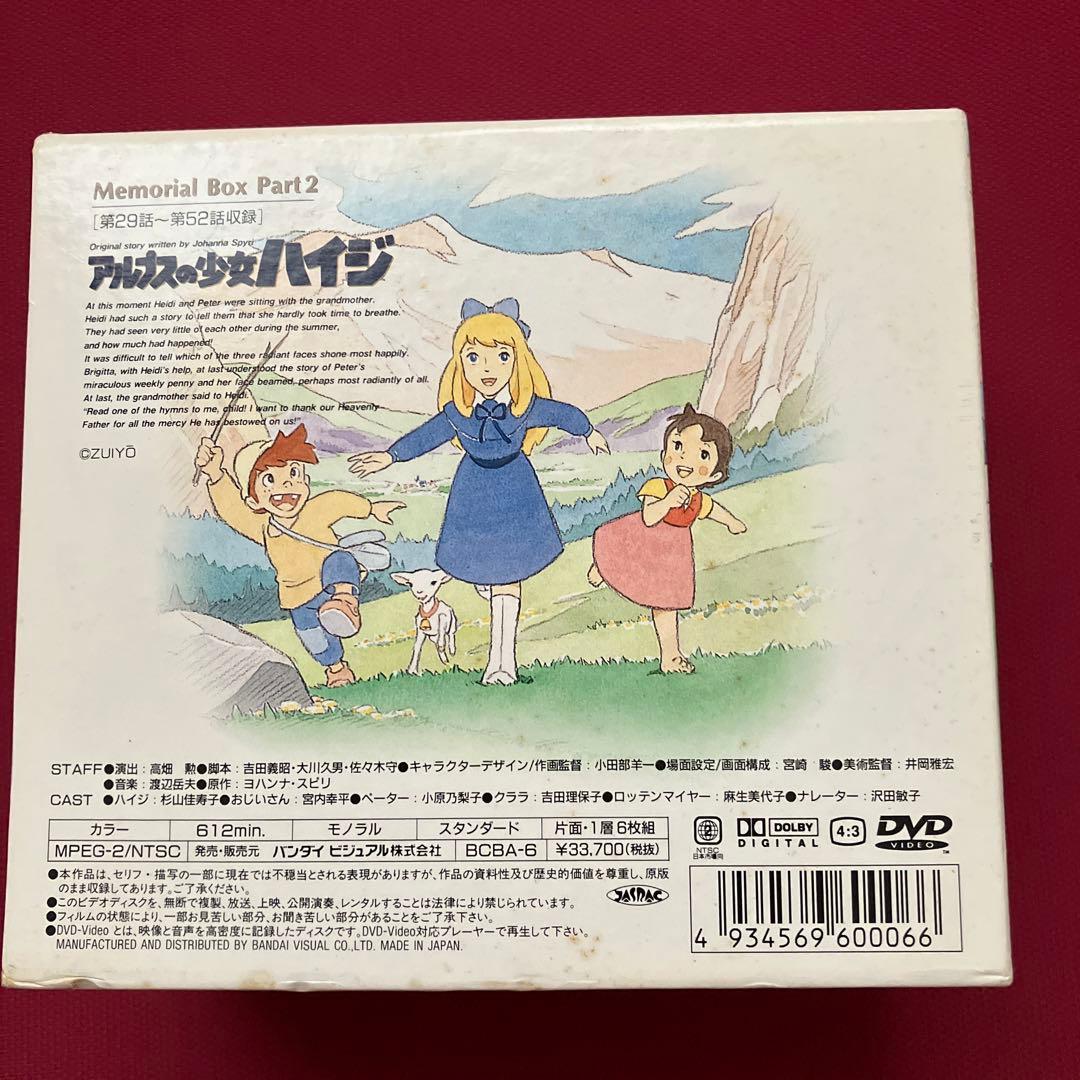 Memorial Box Part2
[第29話～第52話収録]
Original story written by Johanna Spyri
アルプスの少女ハイジ
At this moment Heidi and Peter were sitting with the grandmother.
Heidi had such a story to tell them that she hardly took time to breathe.
They had seen very little of each other during the summer,
and how much had happened!
It was difficult to tell which of the three radiant faces shone most happily.
Brigitta, with Heidi's help, at last understood the story of Peter's
miraculous weekly penny and her face beamed, perhaps most radiantly of all.
At last, the grandmother said to Heidi.
"Read one of the hymns to me, child! I want to thank our Heavenly
Father for all the mercy He has bestowed on us!"
©ZUIYŌ
STAFF●演出：高畑　勲●脚本：吉田義昭・大川久男・佐々木守●キャラクターデザイン/作画監督：小田部羊一●場面設定/画面構成：宮崎　駿●美術監督：井岡雅宏
●音楽：渡辺岳夫●原作：ヨハンナ・スピリ
CAST ●ハイジ：杉山佳寿子●おじいさん：宮内幸平●ペーター：小原乃梨子●クララ：吉田理保子●ロッテンマイヤー：麻生美代子●ナレーター：沢田敏子
カラー 612min. モノラル スタンダード 片面・1層6枚組
MPEG-2/NTSC 発売・販売元 バンダイ ビジュアル株式会社 BCBA-6 ¥33,700(税抜)
2 NTSC 日本市場向 DOLBY DIGITAL 4:3 DVD VIDEO TM
●本作品は、セリフ・描写の一部に現在では不穏当とされる表現がありますが、作品の資料性及び歴史的価値を尊重し、原版
のまま収録してあります。ご了承ください。
●このビデオディスクを、無断で複製、放送、上映、公開演奏、レンタルすることは法律により禁じられています。
●フィルムの状態により、一部お見苦しい部分、お聞き苦しい部分があることをご了承下さい。
●DVD-Videoとは、映像と音声を高密度に記録したディスクです。DVD-Video対応プレーヤーで再生して下さい。
MANUFACTURED AND DISTRIBUTED BY BANDAI VISUAL CO.,LTD. MADE IN JAPAN.
JASRAC
4 934569 600066